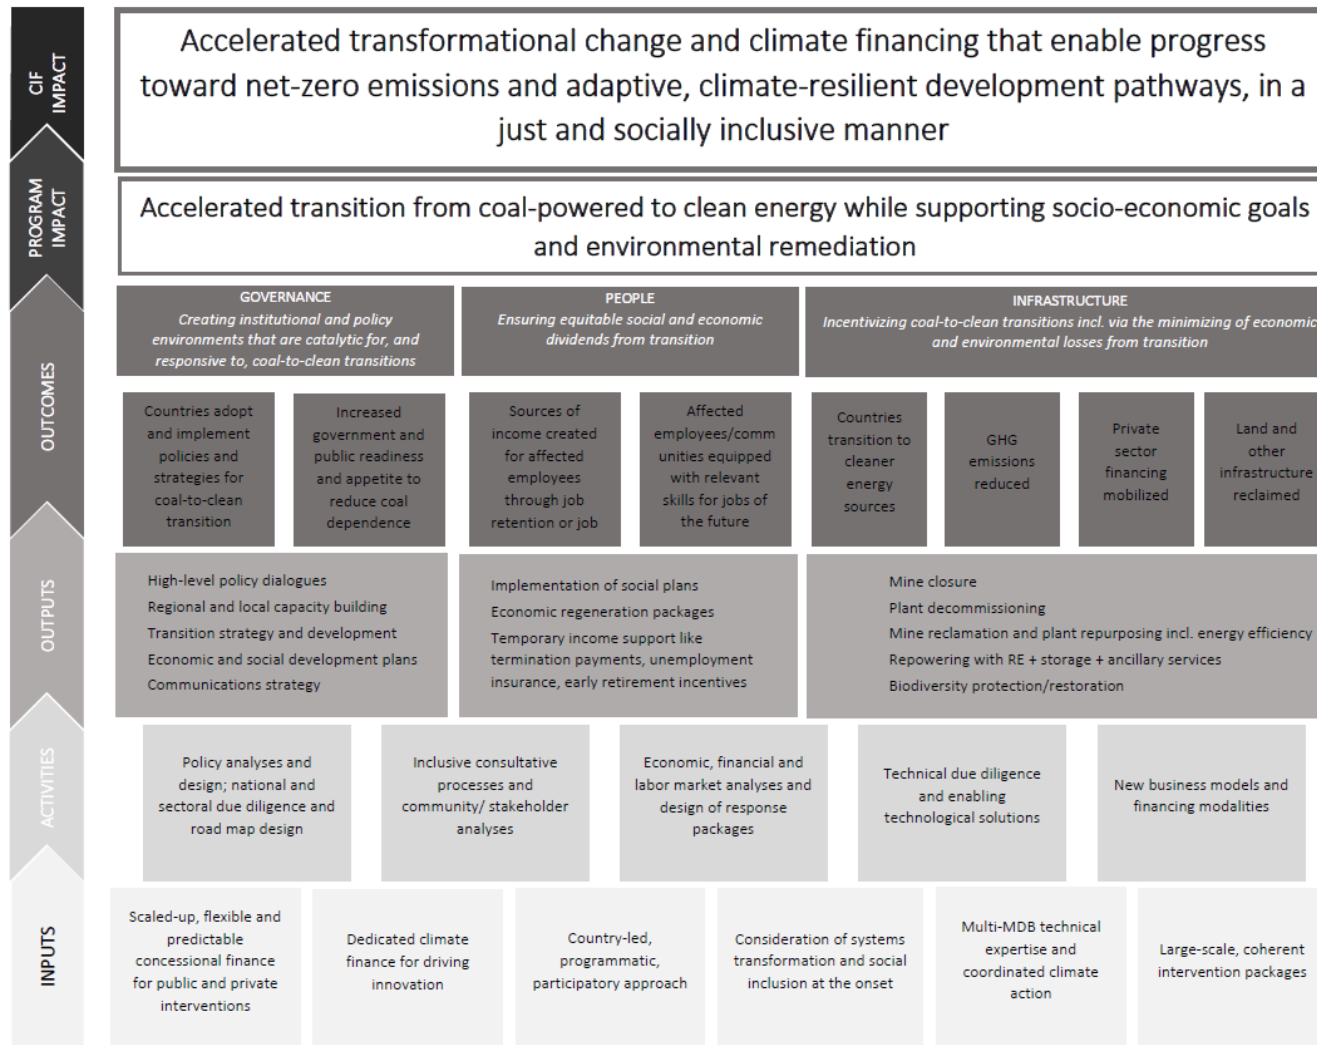 CIF
IMPACT
Accelerated transformational change and climate financing that enable progress
toward net-zero emissions and adaptive, climate-resilient development pathways, in a
just and socially inclusive manner
PROGRAM
IMPACT
Accelerated transition from coal-powered to clean energy while supporting socio-economic goals
and environmental remediation
OUTCOMES
GOVERNANCE
Creating institutional and policy
environments that are catalytic for, and
responsive to, coal-to-clean transitions
PEOPLE
Ensuring equitable social and economic
dividends from transition
INFRASTRUCTURE
Incentivizing coal-to-clean transitions incl. via the minimizing of economic
and environmental losses from transition
Countries adopt
and implement
policies and
strategies for
coal-to-clean
transition
Increased
government and
public readiness
and appetite to
reduce coal
dependence
Sources of
income created
for affected
employees
through job
retention or job
Affected
employees/comm
unities equipped
with relevant
skills for jobs of
the future
Countries
transition to
cleaner
energy
sources
GHG
emissions
reduced
Private
sector
financing
mobilized
Land and
other
infrastructure
reclaimed
OUTPUTS
High-level policy dialogues
Regional and local capacity building
Transition strategy and development
Economic and social development plans
Communications strategy
Implementation of social plans
Economic regeneration packages
Temporary income support like
termination payments, unemployment
insurance, early retirement incentives
Mine closure
Plant decommissioning
Mine reclamation and plant repurposing incl. energy efficiency
Repowering with RE + storage + ancillary services
Biodiversity protection/restoration
ACTIVITIES
Policy analyses and
design; national and
sectoral due diligence and
road map design
Inclusive consultative
processes and
community/ stakeholder
analyses
Economic, financial and
labor market analyses and
design of response
packages
Technical due diligence
and enabling
technological solutions
New business models and
financing modalities
INPUTS
Scaled-up, flexible and
predictable
concessional finance
for public and private
interventions
Dedicated climate
finance for driving
innovation
Country-led,
programmatic,
participatory approach
Consideration of systems
transformation and social
inclusion at the onset
Multi-MDB technical
expertise and
coordinated climate
action
Large-scale, coherent
intervention packages